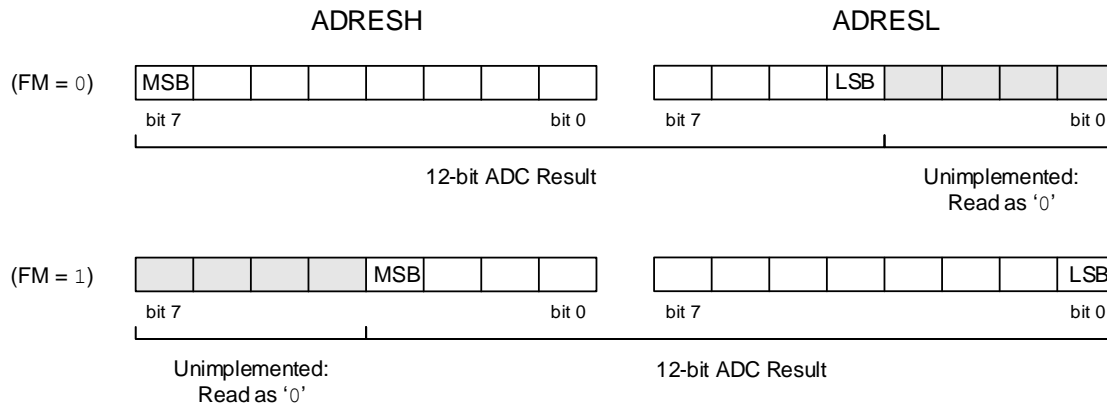 ADRESH ADRESL
(FM = 0) MSB LSB
bit 7 bit 0 bit 7 bit 0
12-bit ADC Result Unimplemented:
Read as ‘0’
(FM = 1) MSB LSB
bit 7 bit 0 bit 7 bit 0
Unimplemented: 12-bit ADC Result
Read as ‘0’